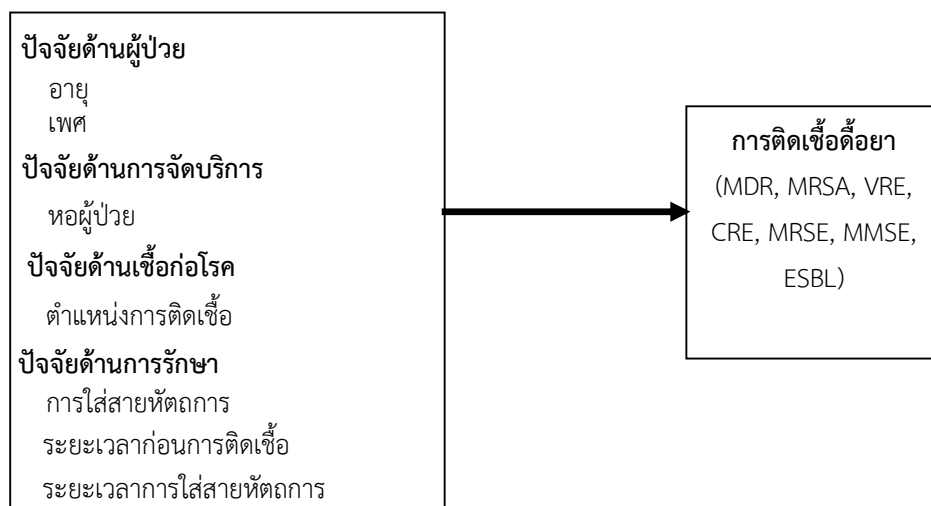 ปัจจัยด้านผู้ป่วย
อายุ
เพศ
ปัจจัยด้านการจัดบริการ
หอผู้ป่วย
ปัจจัยด้านเชื้อก่อโรค
ตำแหน่งการติดเชื้อ
ปัจจัยด้านการรักษา
การใส่สายหัตถการ
ระยะเวลาก่อนการติดเชื้อ
ระยะเวลาการใส่สายหัตถการ
การติดเชื้อดื้อยา
(MDR, MRSA, VRE,
CRE, MRSE, MMSE,
ESBL)